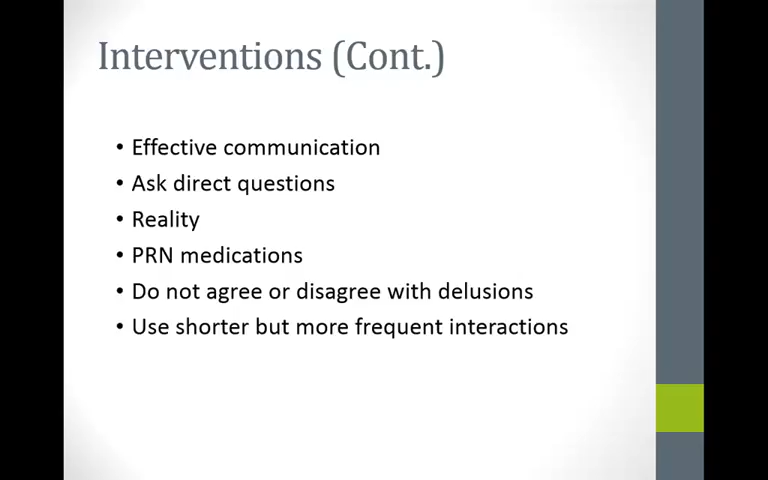 Interventions (Cont.)
• Effective communication
• Ask direct questions
• Reality
• PRN medications
• Do not agree or disagree with delusions
• Use shorter but more frequent interactions